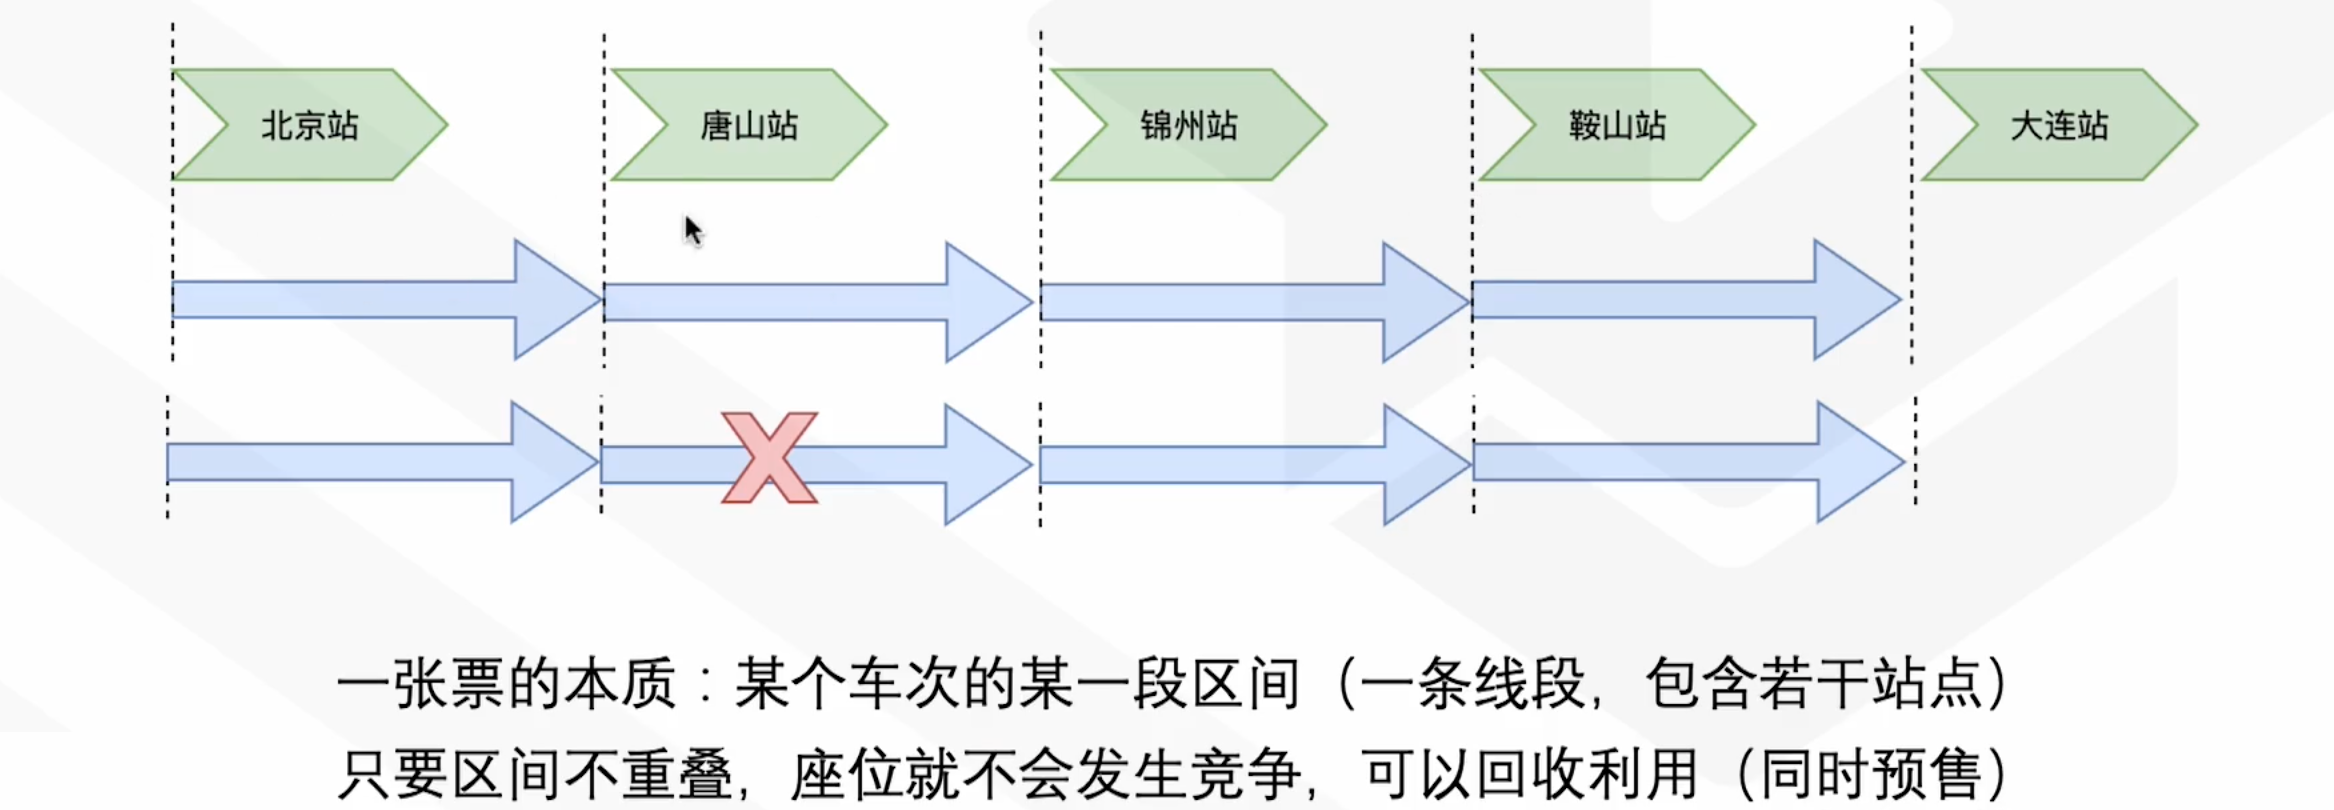 北京站
唐山站
锦州站
鞍山站
大连站
X
一张票的本质：某个车次的某一段区间（一条线段，包含若干站点）
只要区间不重叠，座位就不会发生竞争，可以回收利用（同时预售）